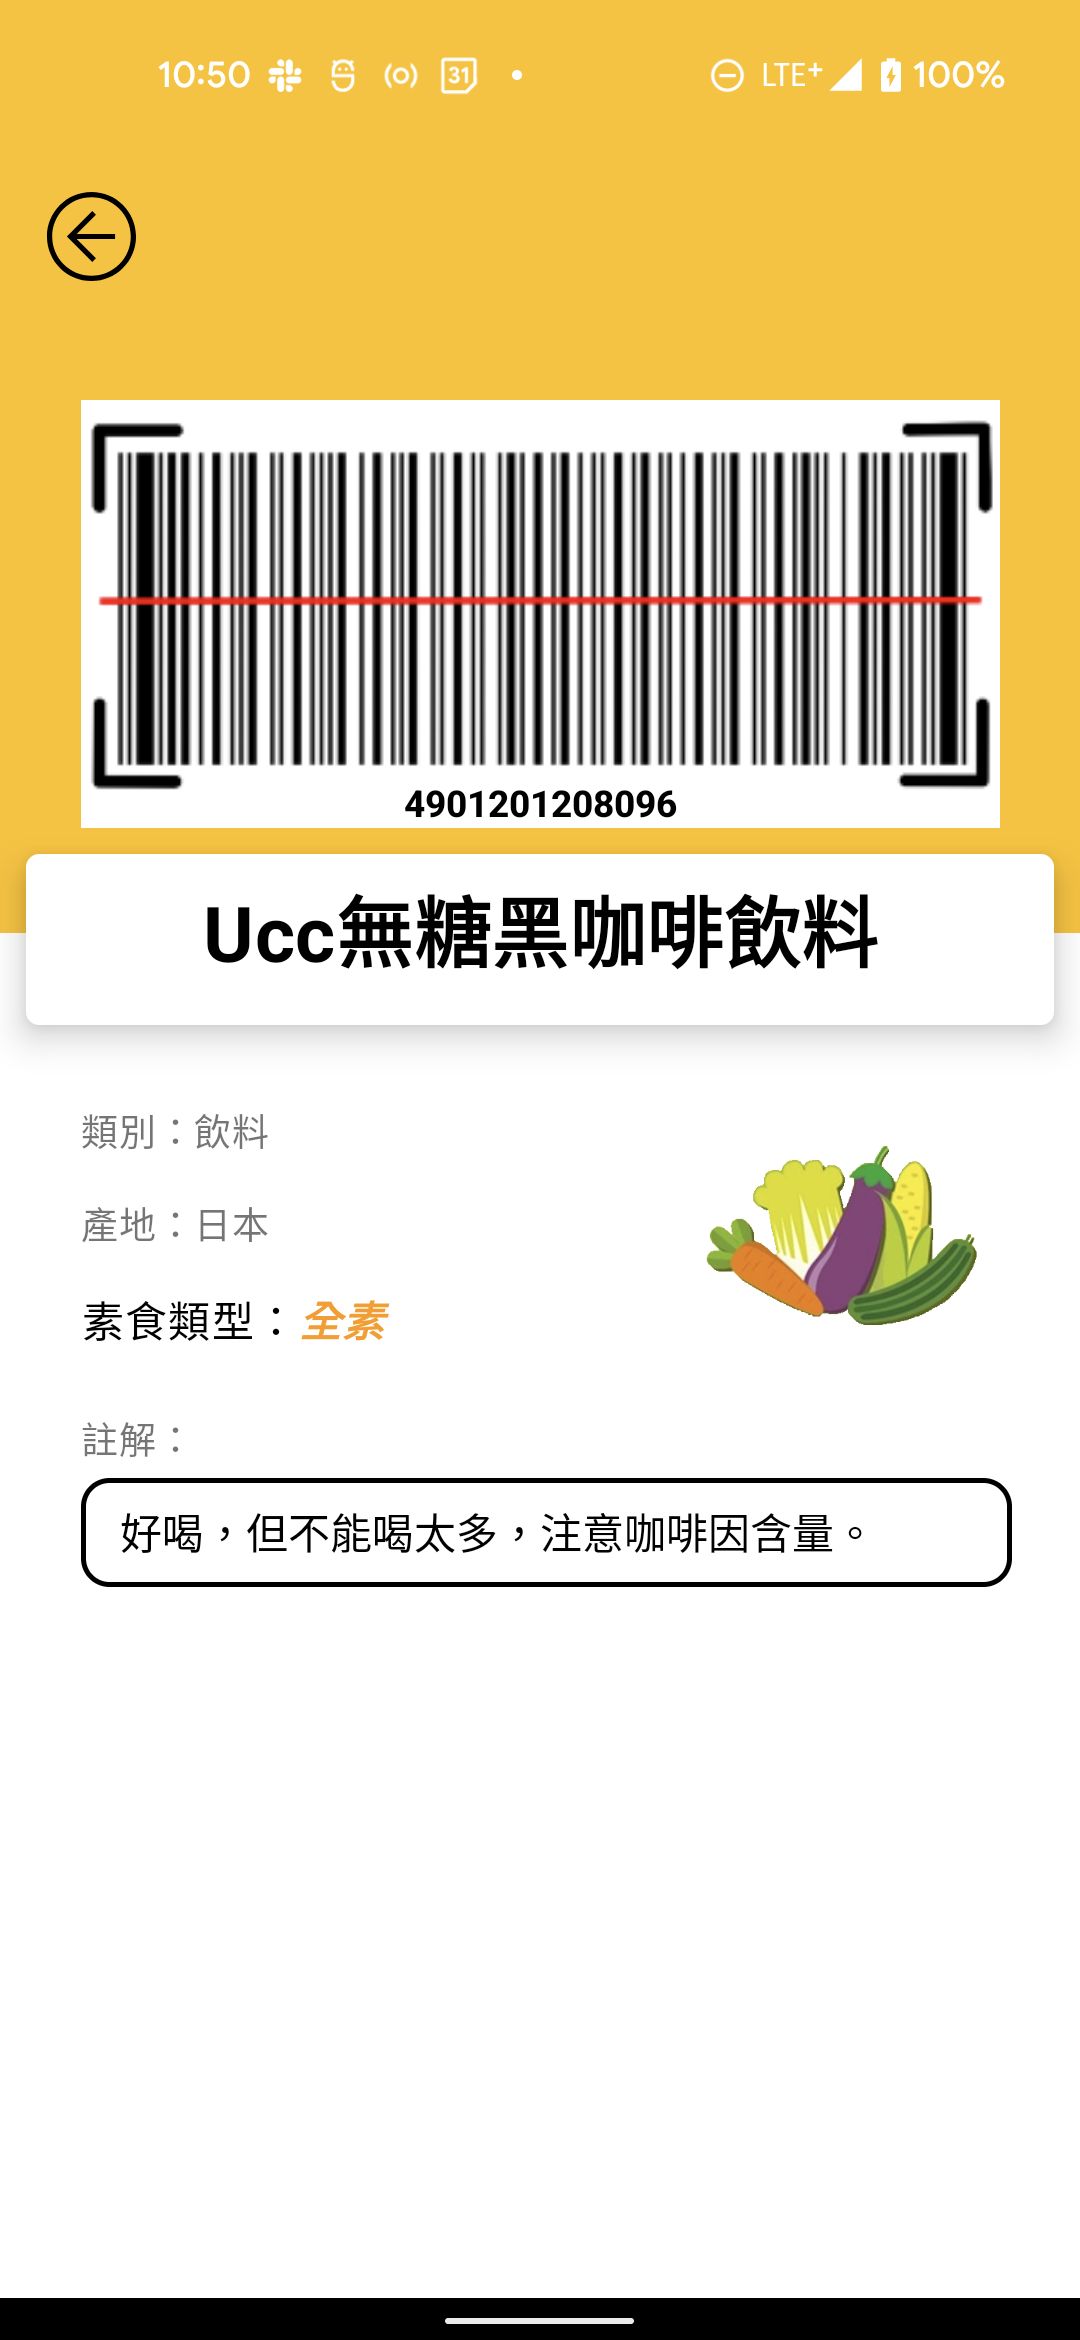 10:50 31 LTE+ 100%
4901201208096
Ucc無糖黑咖啡飲料
類別：飲料
產地：日本
素食類型：全素
註解：
好喝，但不能喝太多，注意咖啡因含量。